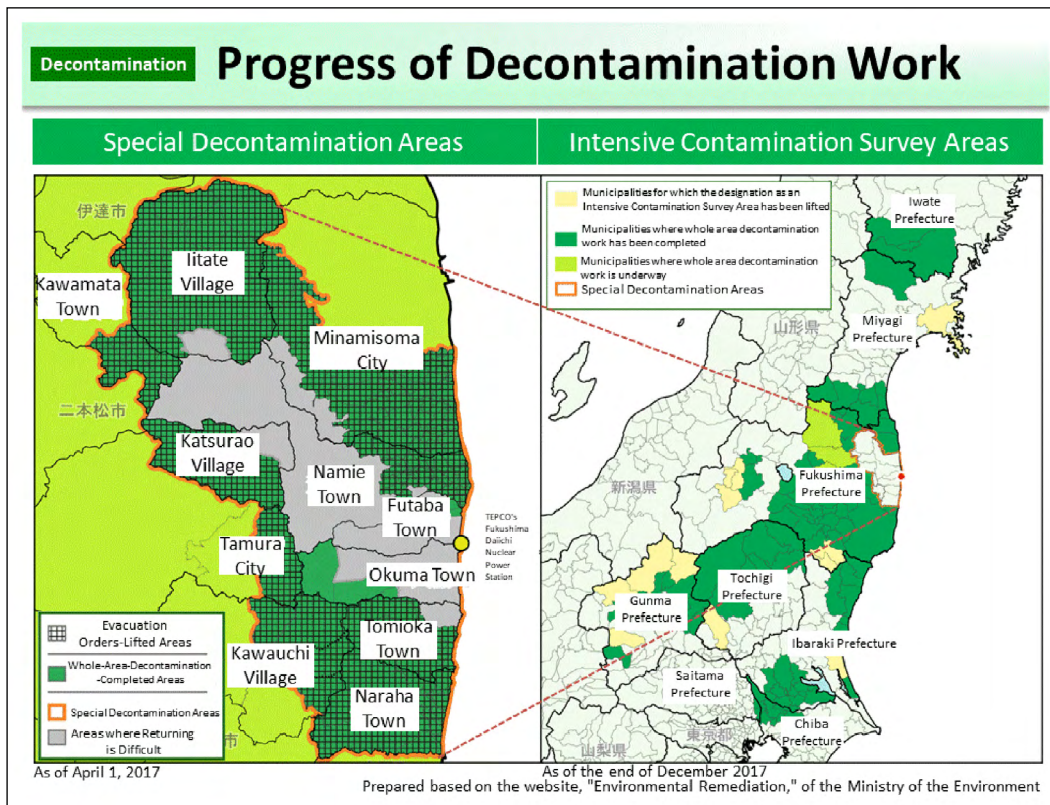 Decontamination
Progress of Decontamination Work
Special Decontamination Areas
Intensive Contamination Survey Areas
伊達市
Iitate
Village
Kawamata
Town
Minamisoma
City
二本松市
Katsurao
Village
Namie
Town
Futaba
Town
TEPCO's
Fukushima
Daiichi
Nuclear
Power
Station
Tamura
City
Okuma Town
Tomioka
Town
Kawauchi
Village
Naraha
Town
Evacuation
Orders-Lifted Areas
Whole-Area-Decontamination
-Completed Areas
Special Decontamination Areas
Areas where Returning
is Difficult
市
As of April 1, 2017
Municipalities for which the designation as an
Intensive Contamination Survey Area has been lifted
Municipalities where whole area decontamination
work has been completed
Municipalities where whole area decontamination
work is underway
Special Decontamination Areas
Iwate
Prefecture
山形県
Miyagi
Prefecture
新潟県
Fukushima
Prefecture
Tochigi
Prefecture
Gunma
Prefecture
Ibaraki Prefecture
Saitama
Prefecture
Chiba
Prefecture
東京都
山梨県
As of the end of December 2017
Prepared based on the website, "Environmental Remediation," of the Ministry of the Environment